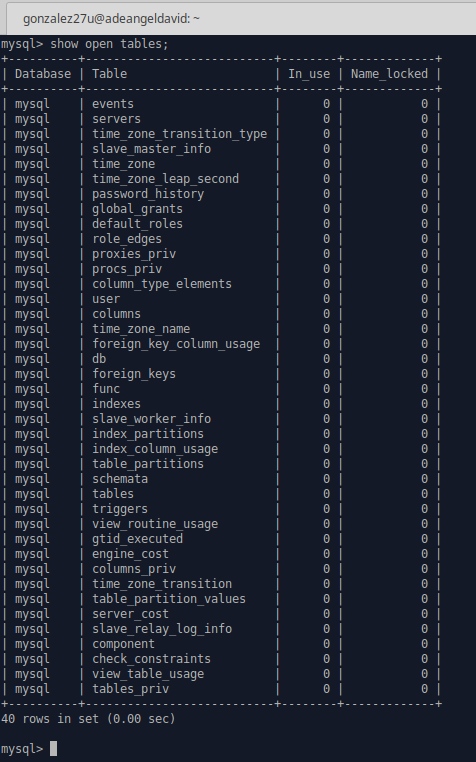 gonzalez27u@adeangeldavid: ~
mysql> show open tables;
+----------+---------------------------+--------+-------------+
| Database | Table                     | In_use | Name_locked |
+----------+---------------------------+--------+-------------+
| mysql    | events                    |      0 |           0 |
| mysql    | servers                   |      0 |           0 |
| mysql    | time_zone_transition_type |      0 |           0 |
| mysql    | slave_master_info         |      0 |           0 |
| mysql    | time_zone                 |      0 |           0 |
| mysql    | time_zone_leap_second     |      0 |           0 |
| mysql    | password_history          |      0 |           0 |
| mysql    | global_grants             |      0 |           0 |
| mysql    | default_roles             |      0 |           0 |
| mysql    | role_edges                |      0 |           0 |
| mysql    | proxies_priv              |      0 |           0 |
| mysql    | procs_priv                |      0 |           0 |
| mysql    | column_type_elements      |      0 |           0 |
| mysql    | user                      |      0 |           0 |
| mysql    | columns                   |      0 |           0 |
| mysql    | time_zone_name            |      0 |           0 |
| mysql    | foreign_key_column_usage  |      0 |           0 |
| mysql    | db                        |      0 |           0 |
| mysql    | foreign_keys              |      0 |           0 |
| mysql    | func                      |      0 |           0 |
| mysql    | indexes                   |      0 |           0 |
| mysql    | slave_worker_info         |      0 |           0 |
| mysql    | index_partitions          |      0 |           0 |
| mysql    | index_column_usage        |      0 |           0 |
| mysql    | table_partitions          |      0 |           0 |
| mysql    | schemata                  |      0 |           0 |
| mysql    | tables                    |      0 |           0 |
| mysql    | triggers                  |      0 |           0 |
| mysql    | view_routine_usage        |      0 |           0 |
| mysql    | gtid_executed             |      0 |           0 |
| mysql    | engine_cost               |      0 |           0 |
| mysql    | columns_priv              |      0 |           0 |
| mysql    | time_zone_transition      |      0 |           0 |
| mysql    | table_partition_values    |      0 |           0 |
| mysql    | server_cost               |      0 |           0 |
| mysql    | slave_relay_log_info      |      0 |           0 |
| mysql    | component                 |      0 |           0 |
| mysql    | check_constraints         |      0 |           0 |
| mysql    | view_table_usage          |      0 |           0 |
| mysql    | tables_priv               |      0 |           0 |
+----------+---------------------------+--------+-------------+
40 rows in set (0.00 sec)
mysql>